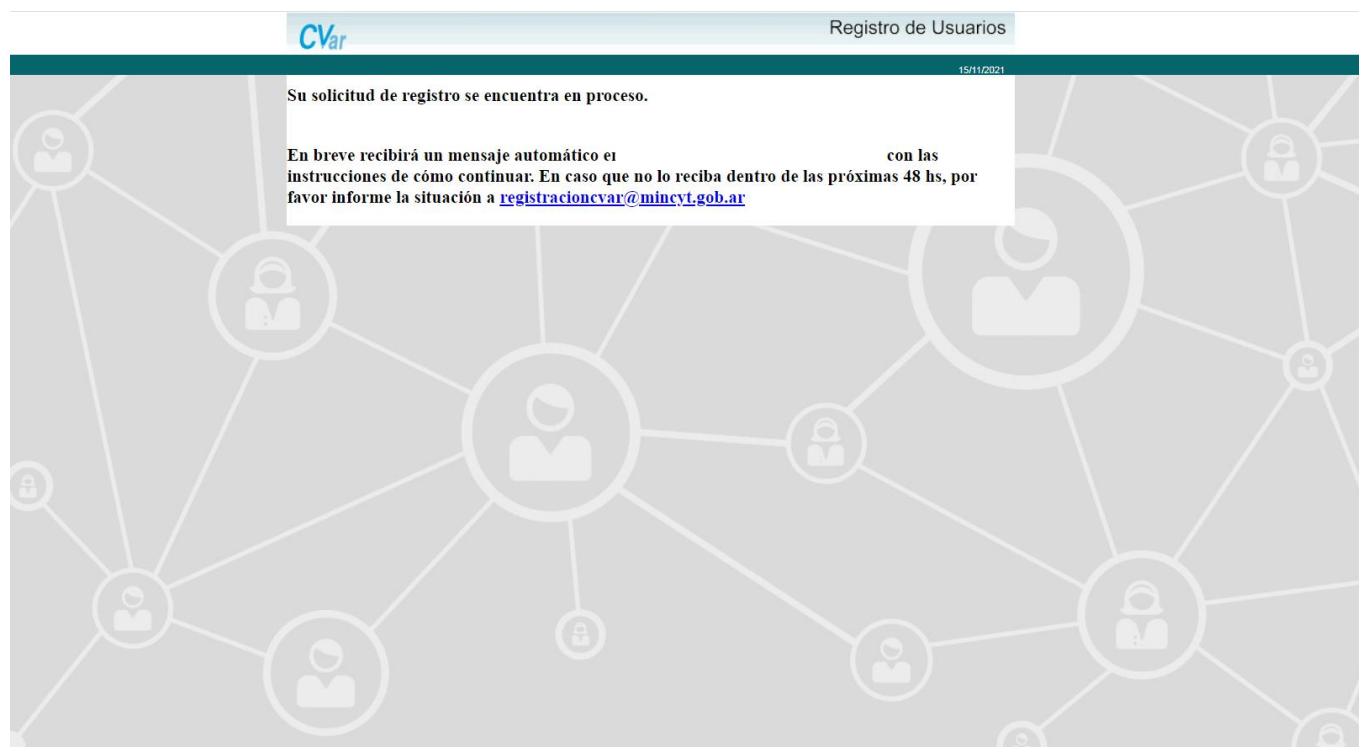 CVar
Registro de Usuarios
15/11/2021
Su solicitud de registro se encuentra en proceso.
En breve recibirá un mensaje automático con las
instrucciones de cómo continuar. En caso que no lo reciba dentro de las próximas 48 hs, por
favor informe la situación a registracioncvar@mincyt.gob.ar